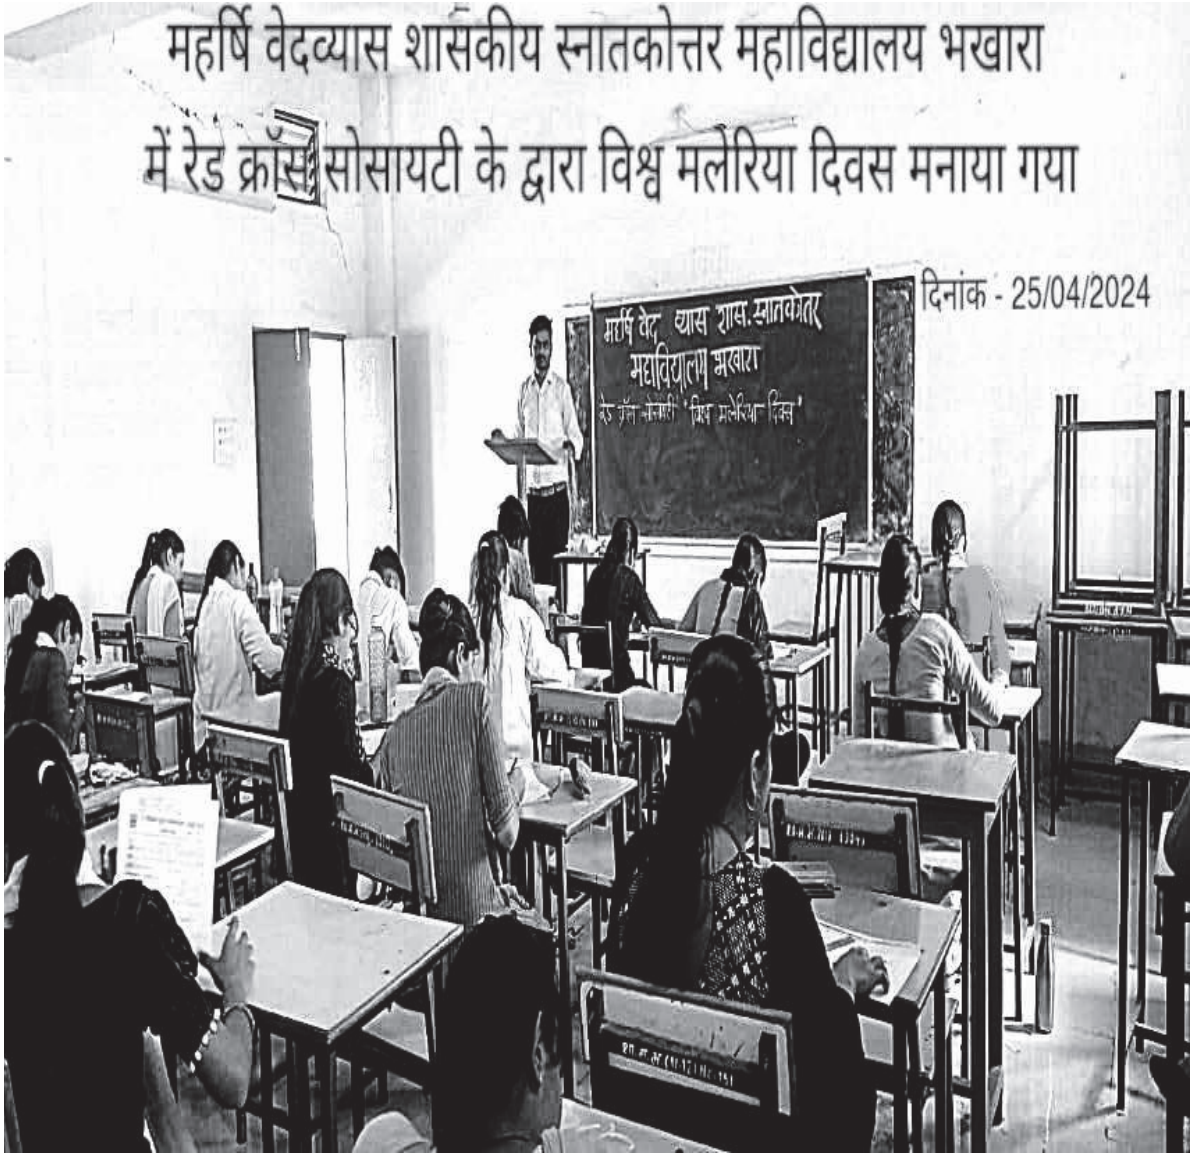 महर्षि वेदव्यास शासकीय स्नातकोत्तर महाविद्यालय भखारा
में रेड क्रॉस सोसायटी के द्वारा विश्व मलेरिया दिवस मनाया गया
दिनांक - 25/04/2024
महर्षि वेद व्यास शास. स्नातकोतर
महाविद्यालय भखारा
रेड क्रॉस सोसायटी "विश्व मलेरिया दिवस"